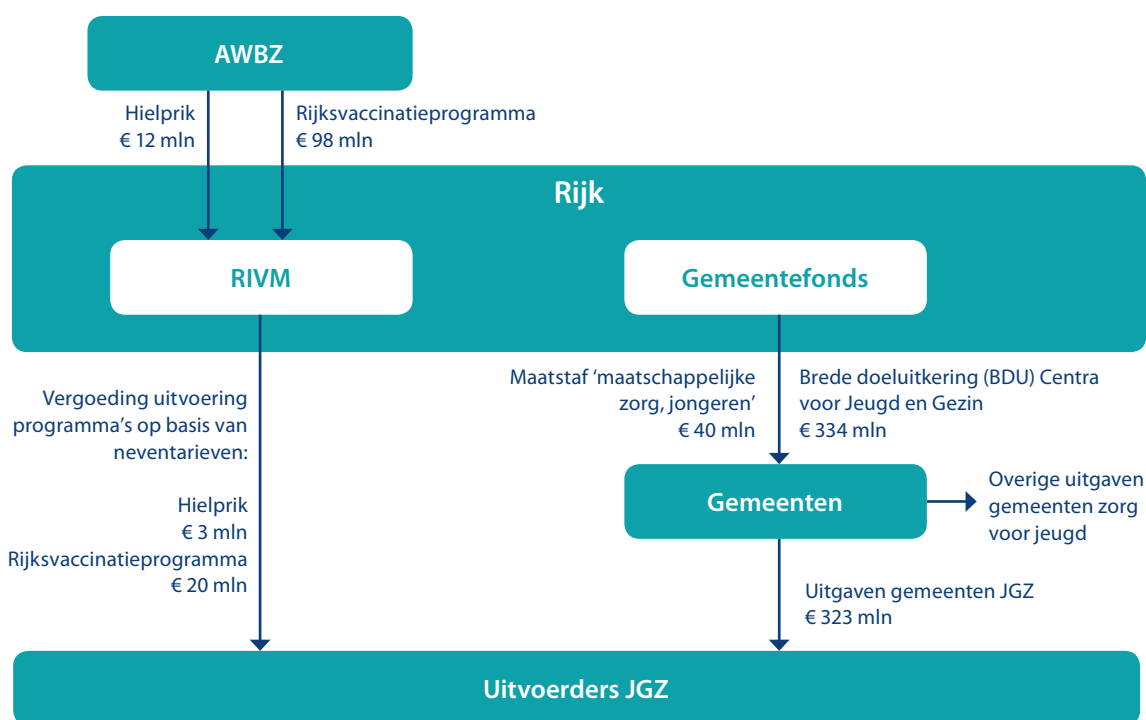 AWBZ
Hielprik
€ 12 mln
Rijksvaccinatieprogramma
€ 98 mln
Rijk
RIVM
Gemeentefonds
Vergoeding uitvoering
programma's op basis van
neventarieven:
Hielprik
€ 3 mln
Rijksvaccinatieprogramma
€ 20 mln
Maatstaf 'maatschappelijke
zorg, jongeren'
€ 40 mln
Brede doeluitkering (BDU) Centra
voor Jeugd en Gezin
€ 334 mln
Gemeenten
Overige uitgaven
gemeenten zorg
voor jeugd
Uitgaven gemeenten JGZ
€ 323 mln
Uitvoerders JGZ